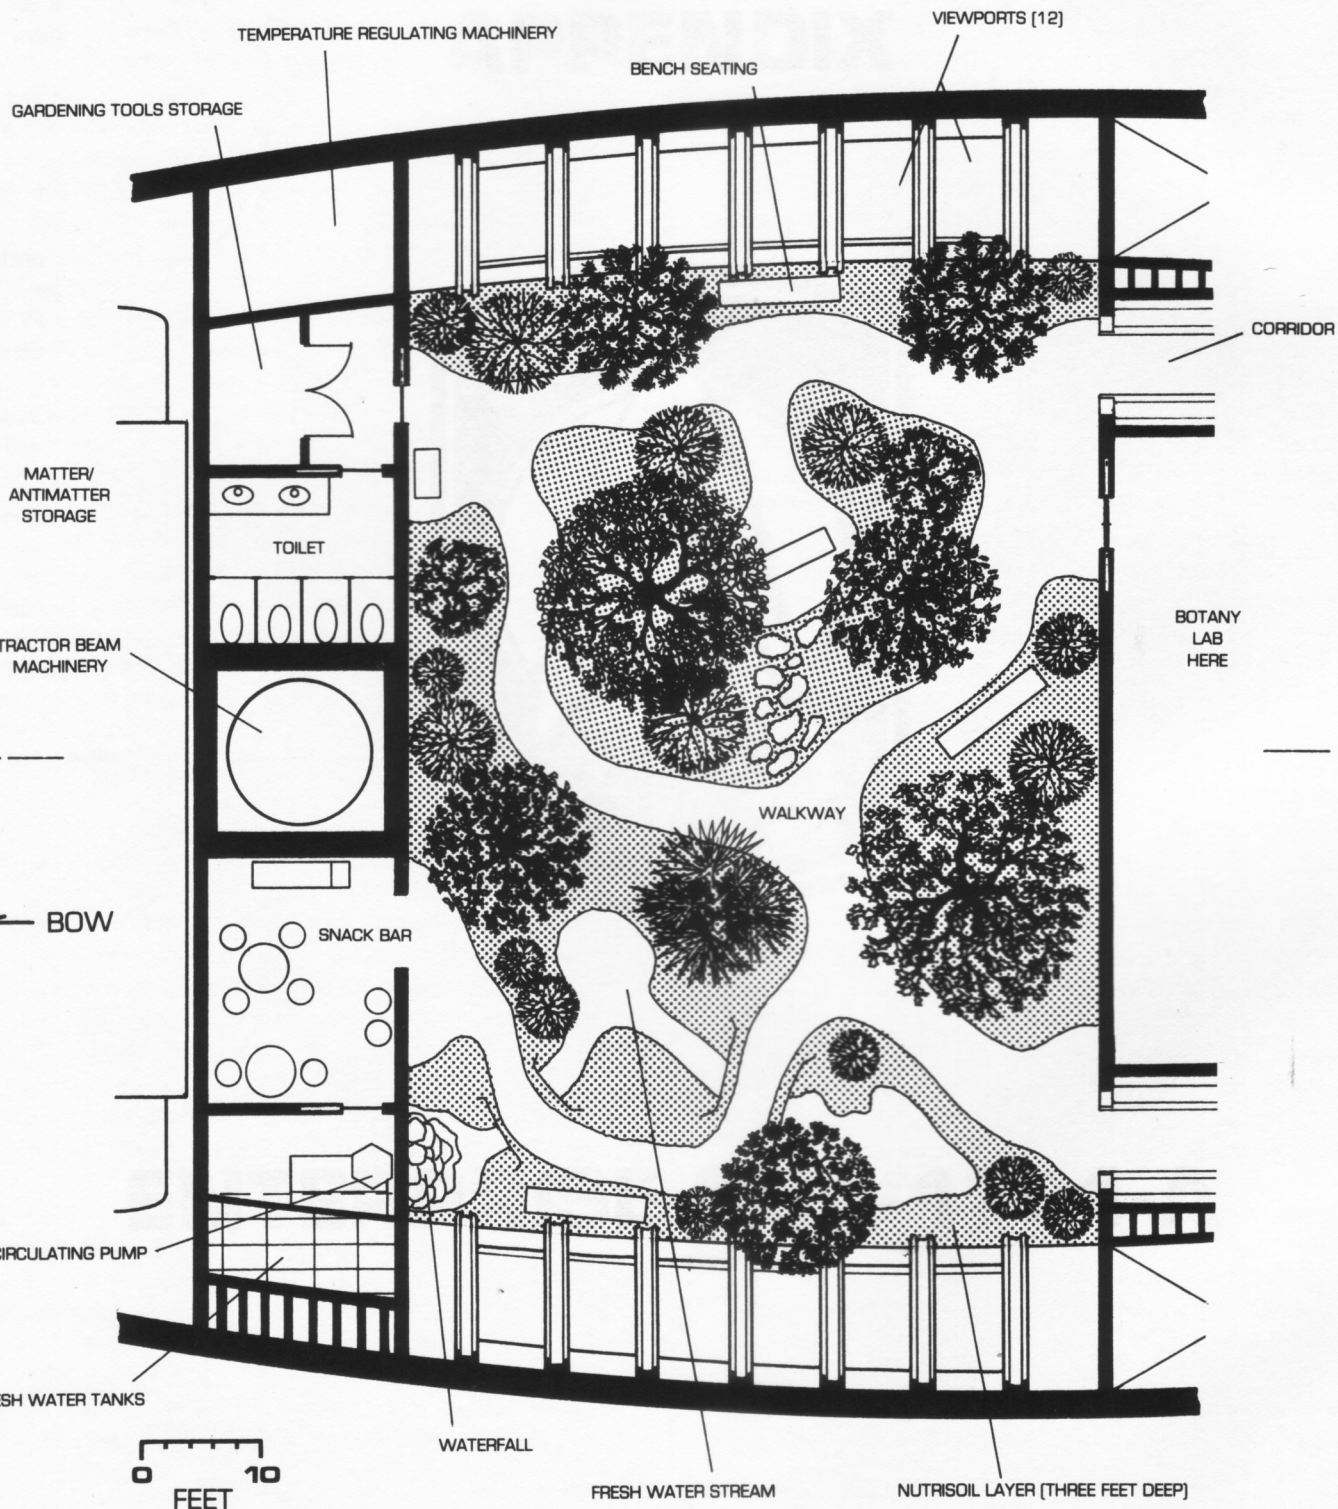 VIEWPORTS (12)
TEMPERATURE REGULATING MACHINERY
BENCH SEATING
GARDENING TOOLS STORAGE
CORRIDOR
MATTER/
ANTIMATTER
STORAGE
TOILET
TRACTOR BEAM
MACHINERY
BOTANY
LAB
HERE
WALKWAY
BOW
SNACK BAR
CIRCULATING PUMP
ESH WATER TANKS
WATERFALL
0 10
FEET
FRESH WATER STREAM
NUTRISOIL LAYER (THREE FEET DEEP)